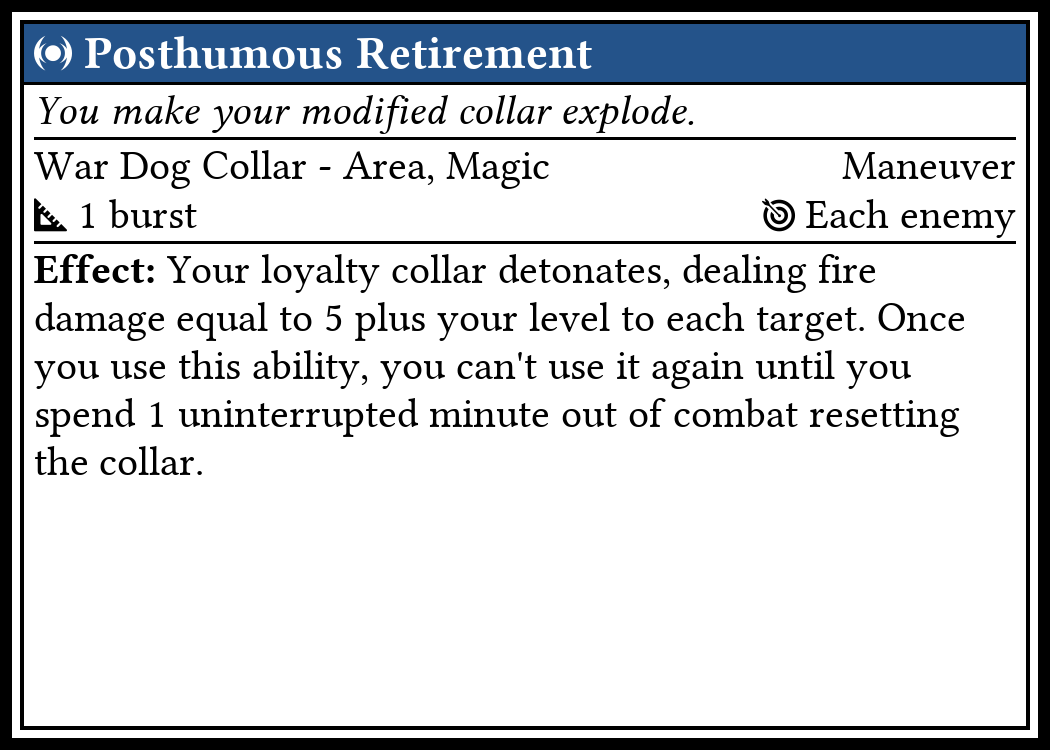 Posthumous Retirement
You make your modified collar explode.
War Dog Collar - Area, Magic Maneuver
1 burst Each enemy
Effect: Your loyalty collar detonates, dealing fire
damage equal to 5 plus your level to each target. Once
you use this ability, you can't use it again until you
spend 1 uninterrupted minute out of combat resetting
the collar.